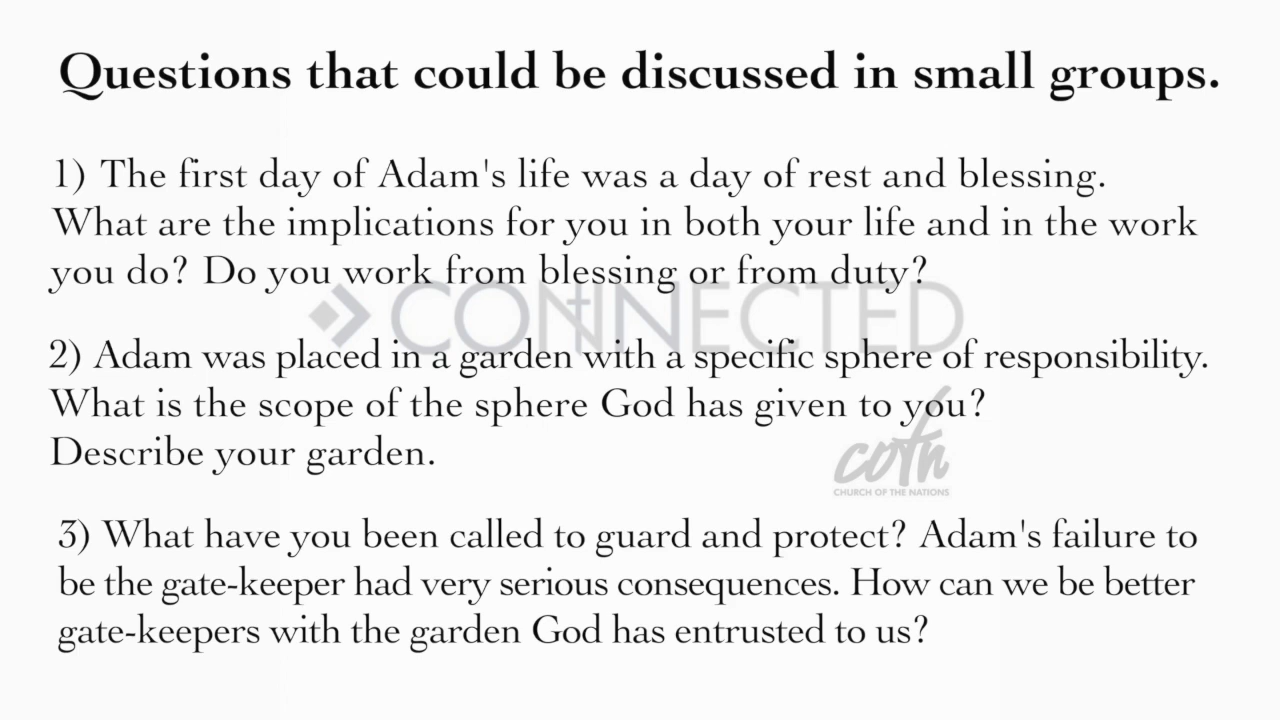 Questions that could be discussed in small groups.
1) The first day of Adam's life was a day of rest and blessing.
What are the implications for you in both your life and in the work
you do? Do you work from blessing or from duty?
CONNECTED
2) Adam was placed in a garden with a specific sphere of responsibility.
What is the scope of the sphere God has given to you?
Describe your garden.
cofn
CHURCH OF THE NATIONS
3) What have you been called to guard and protect? Adam's failure to
be the gate-keeper had very serious consequences. How can we be better
gate-keepers with the garden God has entrusted to us?